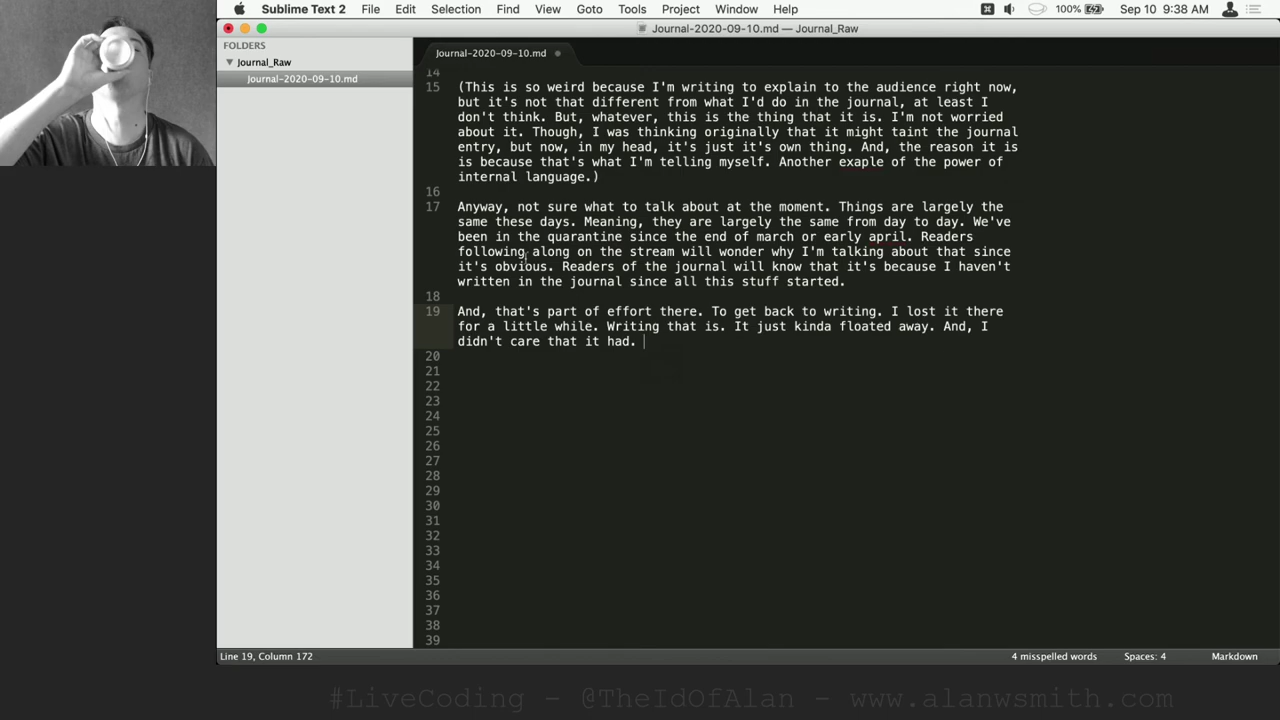 Sublime Text 2 File Edit Selection Find View Goto Tools Project Window Help 100% Sep 10 9:38 AM
Journal-2020-09-10.md — Journal_Raw
FOLDERS
Journal_Raw
Journal-2020-09-10.md
Journal-2020-09-10.md
14
15 (This is so weird because I'm writing to explain to the audience right now,
but it's not that different from what I'd do in the journal, at least I
don't think. But, whatever, this is the thing that it is. I'm not worried
about it. Though, I was thinking originally that it might taint the journal
entry, but now, in my head, it's just it's own thing. And, the reason it is
is because that's what I'm telling myself. Another exaple of the power of
internal language.)
16
17 Anyway, not sure what to talk about at the moment. Things are largely the
same these days. Meaning, they are largely the same from day to day. We've
been in the quarantine since the end of march or early april. Readers
following along on the stream will wonder why I'm talking about that since
it's obvious. Readers of the journal will know that it's because I haven't
written in the journal since all this stuff started.
18
19 And, that's part of effort there. To get back to writing. I lost it there
for a little while. Writing that is. It just kinda floated away. And, I
didn't care that it had.
20
21
22
23
24
25
26
27
28
29
30
31
32
33
34
35
36
37
38
39
Line 19, Column 172 4 misspelled words Spaces: 4 Markdown
#LiveCoding - @TheIdOfAlan - www.alanwsmith.com